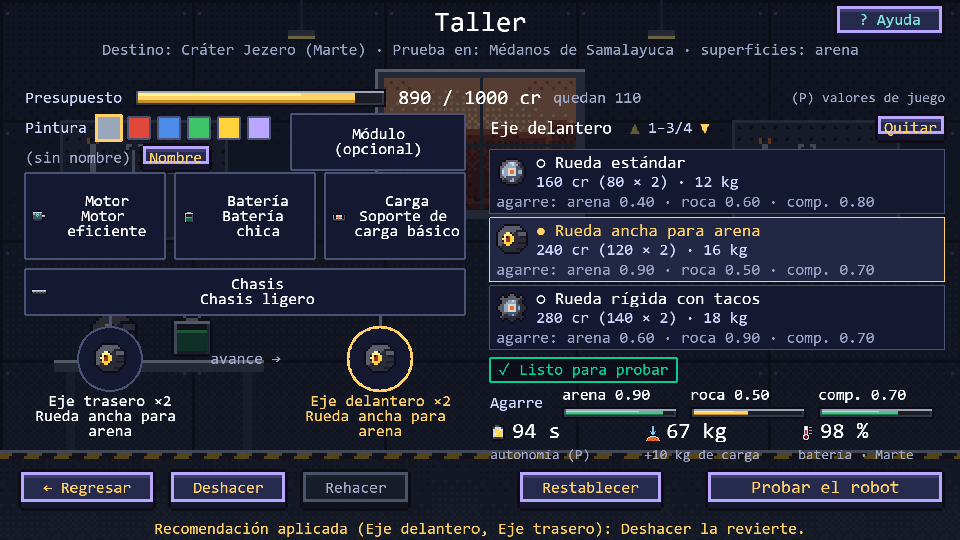 Taller
? Ayuda
Destino: Cráter Jezero (Marte) · Prueba en: Médanos de Samalayuca · superficies: arena
Presupuesto 890 / 1000 cr quedan 110 (P) valores de juego
Pintura
(sin nombre) Nombre
Módulo
(opcional)
Motor
Motor
eficiente
Batería
Batería
chica
Carga
Soporte de
carga básico
Chasis
Chasis ligero
avance →
Eje trasero ×2
Rueda ancha para
arena
Eje delantero ×2
Rueda ancha para
arena
Eje delantero ▲ 1–3/4 ▼ Quitar
○ Rueda estándar
160 cr (80 × 2) · 12 kg
agarre: arena 0.40 · roca 0.60 · comp. 0.80
● Rueda ancha para arena
240 cr (120 × 2) · 16 kg
agarre: arena 0.90 · roca 0.50 · comp. 0.70
○ Rueda rígida con tacos
280 cr (140 × 2) · 18 kg
agarre: arena 0.60 · roca 0.90 · comp. 0.70
✓ Listo para probar
Agarre arena 0.90 roca 0.50 comp. 0.70
94 s 67 kg 98 %
autonomía (P) +10 kg de carga batería · Marte
← Regresar Deshacer Rehacer Restablecer Probar el robot
Recomendación aplicada (Eje delantero, Eje trasero): Deshacer la revierte.